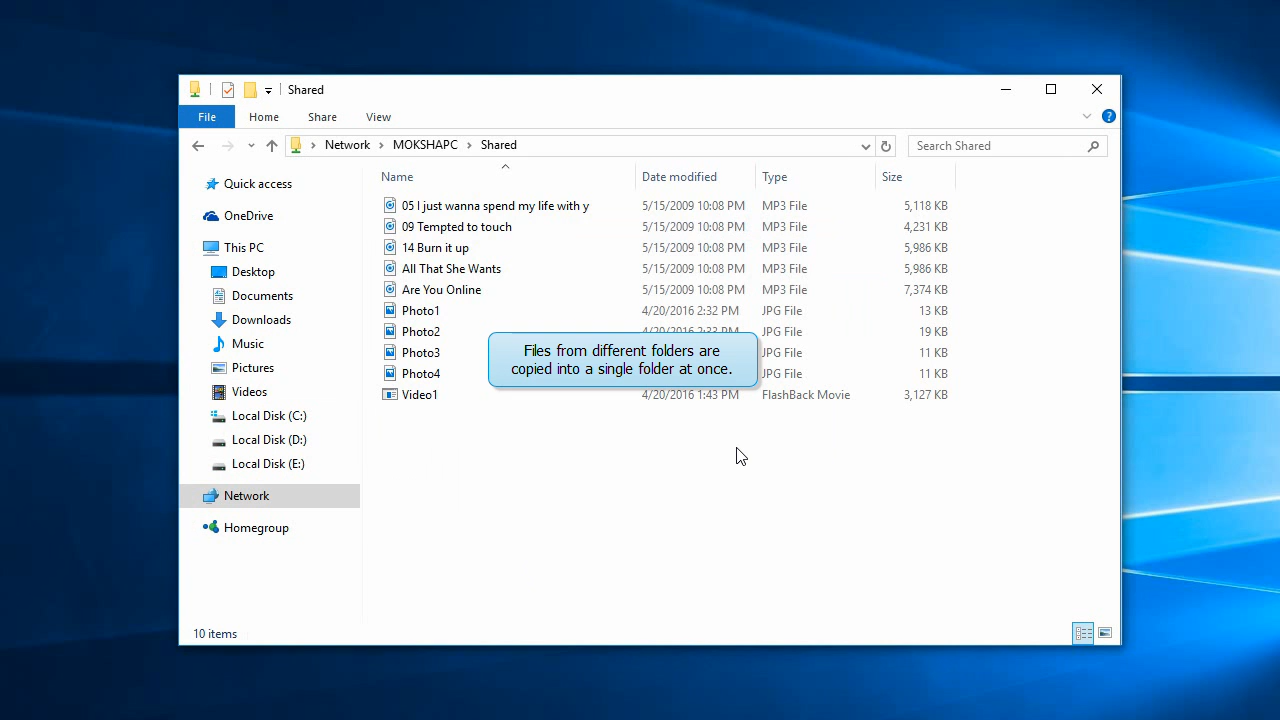 Shared
File Home Share View
Network MOKSHAPC Shared
Search Shared
Quick access
OneDrive
This PC
Desktop
Documents
Downloads
Music
Pictures
Videos
Local Disk (C:)
Local Disk (D:)
Local Disk (E:)
Network
Homegroup
Name Date modified Type Size
05 I just wanna spend my life with y 5/15/2009 10:08 PM MP3 File 5,118 KB
09 Tempted to touch 5/15/2009 10:08 PM MP3 File 4,231 KB
14 Burn it up 5/15/2009 10:08 PM MP3 File 5,986 KB
All That She Wants 5/15/2009 10:08 PM MP3 File 5,986 KB
Are You Online 5/15/2009 10:08 PM MP3 File 7,374 KB
Photo1 4/20/2016 2:32 PM JPG File 13 KB
Photo2 4/20/2016 2:33 PM JPG File 19 KB
Photo3 JPG File 11 KB
Photo4 JPG File 11 KB
Video1 4/20/2016 1:43 PM FlashBack Movie 3,127 KB
Files from different folders are
copied into a single folder at once.
10 items